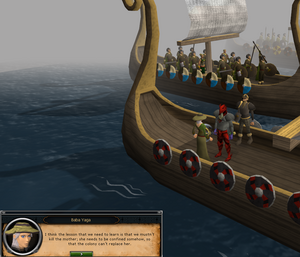 Baba Yaga
I think the lesson that we need to learn is that we mustn't
kill the mother; she needs to be confined somehow, so
that the colony can't replace her.